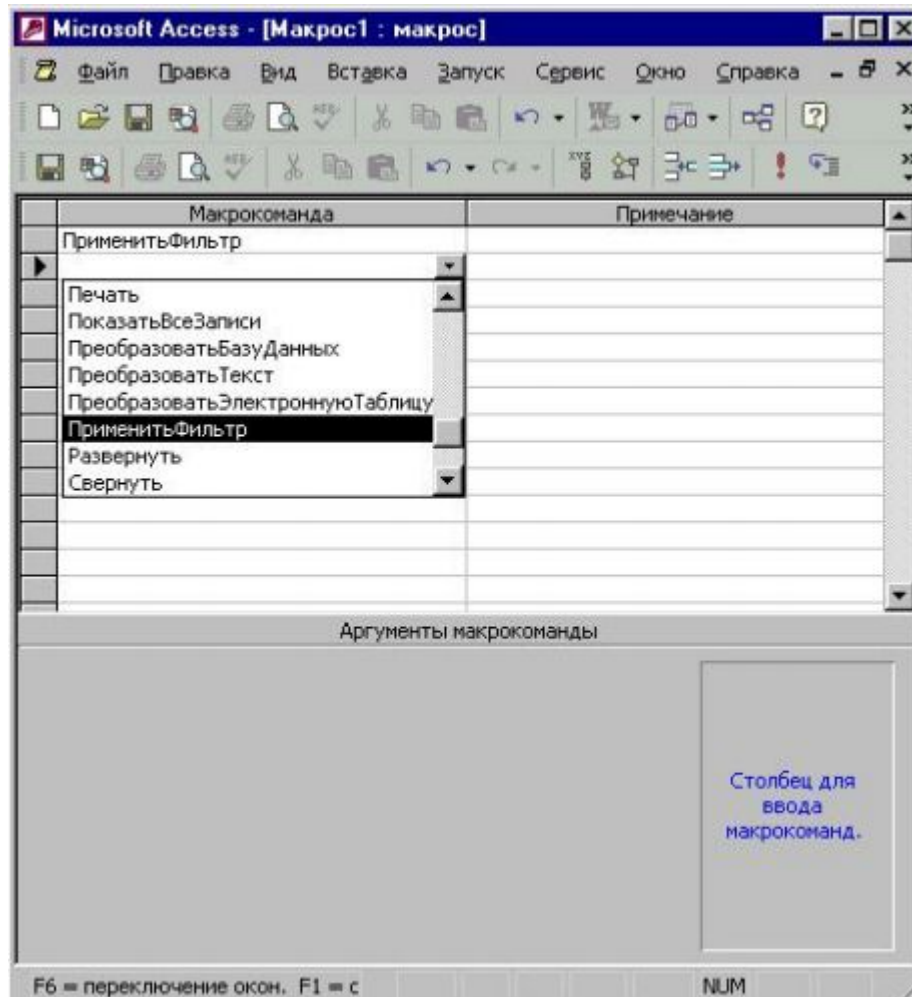 Microsoft Access - [Макрос1 : макрос]
Файл Правка Вид Вставка Запуск Сервис Окно Справка
Макрокоманда Примечание
ПрименитьФильтр
Печать
ПоказатьВсеЗаписи
ПреобразоватьБазуДанных
ПреобразоватьТекст
ПреобразоватьЭлектроннуюТаблицу
ПрименитьФильтр
Развернуть
Свернуть
Аргументы макрокоманды
Столбец для
ввода
макрокоманд.
F6 = переключение окон. F1 = с NUM